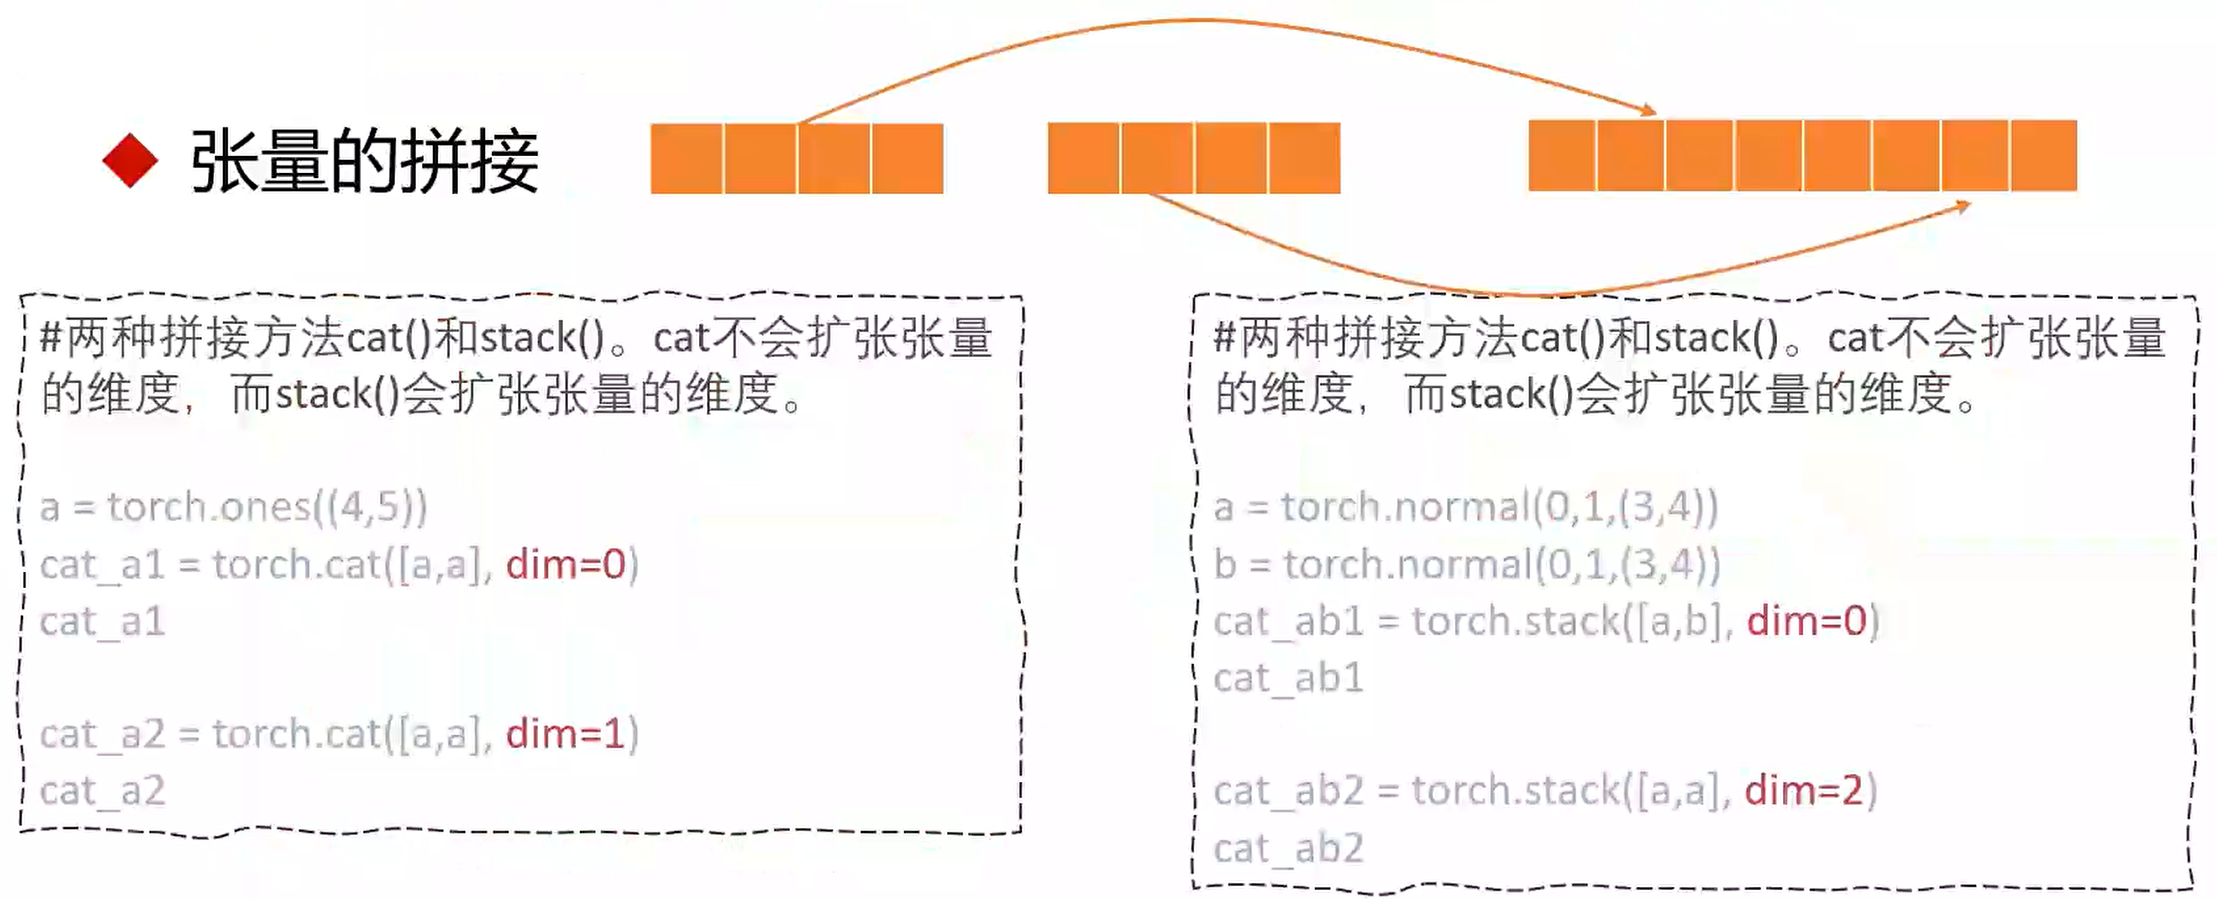 张量的拼接
#两种拼接方法cat()和stack()。cat不会扩张张量
的维度，而stack()会扩张张量的维度。
a = torch.ones((4,5))
cat_a1 = torch.cat([a,a], dim=0)
cat_a1
cat_a2 = torch.cat([a,a], dim=1)
cat_a2
#两种拼接方法cat()和stack()。cat不会扩张张量
的维度，而stack()会扩张张量的维度。
a = torch.normal(0,1,(3,4))
b = torch.normal(0,1,(3,4))
cat_ab1 = torch.stack([a,b], dim=0)
cat_ab1
cat_ab2 = torch.stack([a,a], dim=2)
cat_ab2